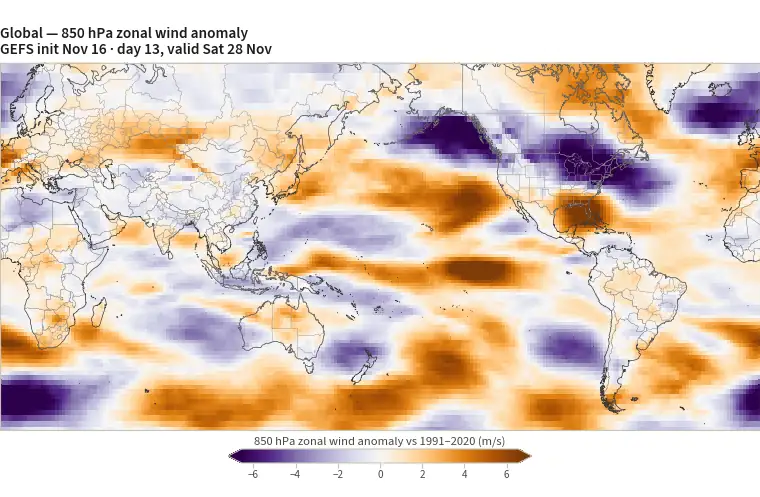 Global — 850 hPa zonal wind anomaly
GEFS init Nov 16 · day 13, valid Sat 28 Nov
850 hPa zonal wind anomaly vs 1991–2020 (m/s)
−6 −4 −2 0 2 4 6